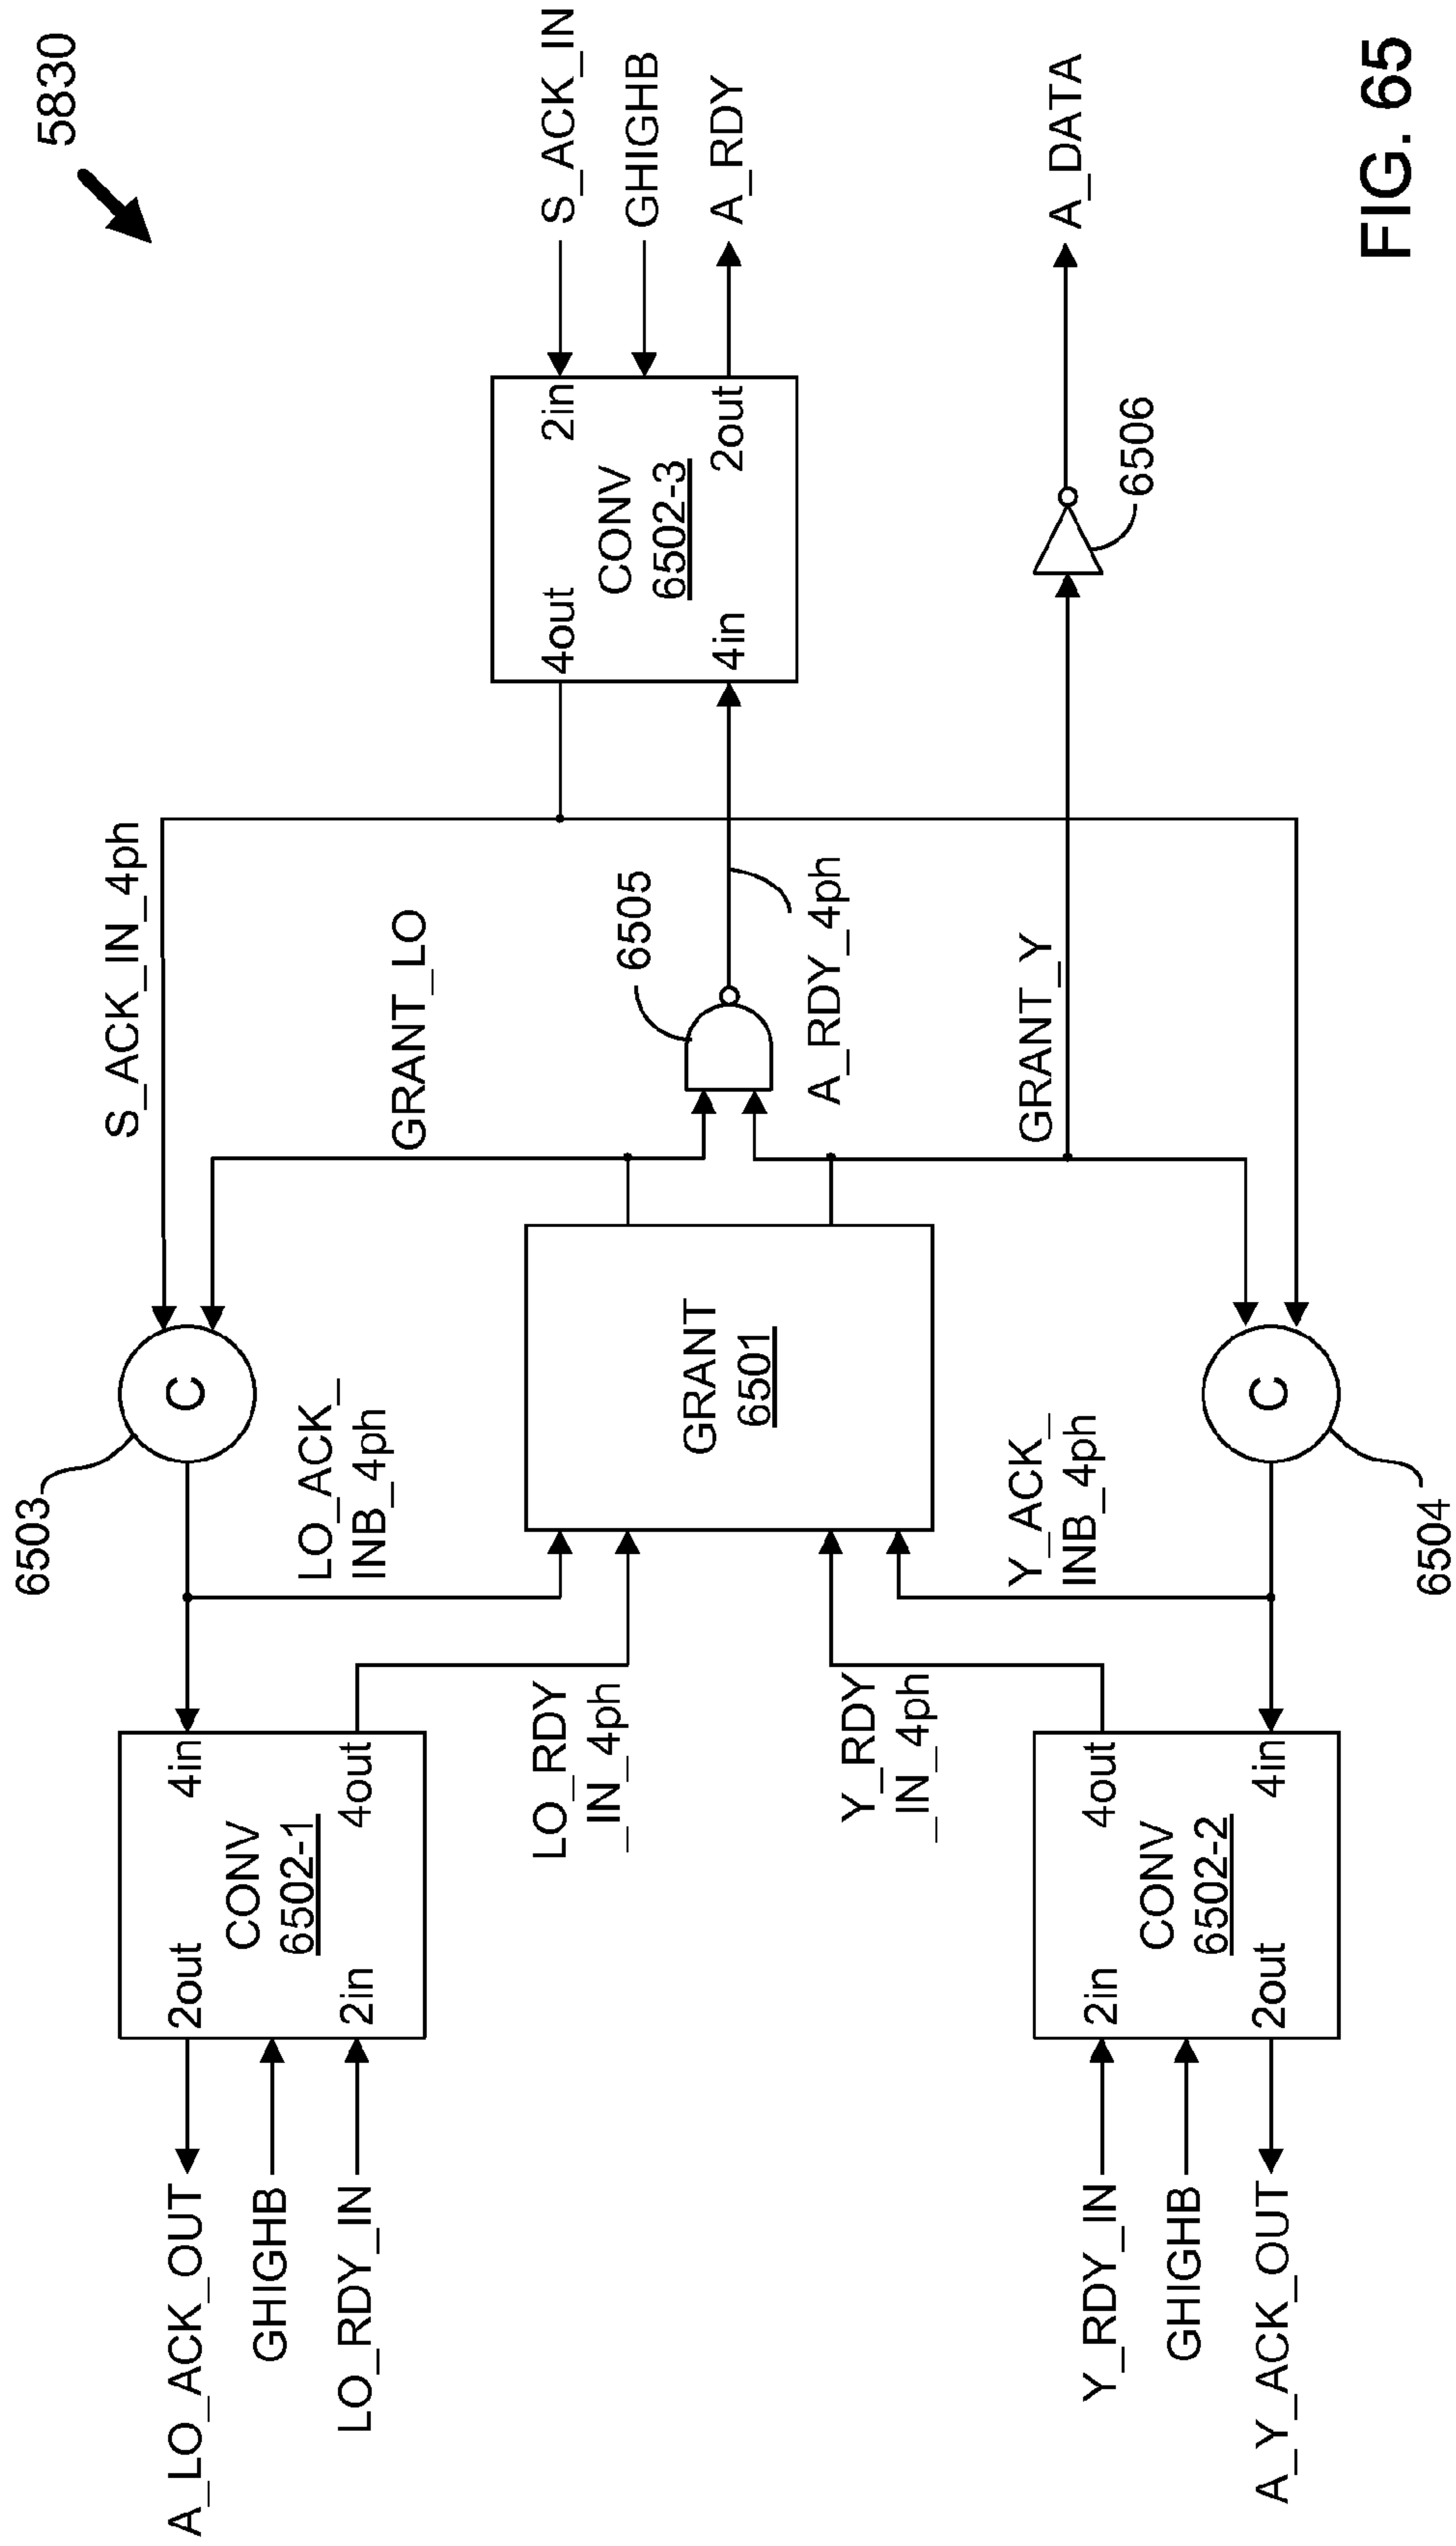 5830
S_ACK_IN
GHIGHB
A_RDY
2in
4out
CONV
6502-3
2out
4in
A_DATA
6506
S_ACK_IN_4ph
GRANT_LO
6505
A_RDY_4ph
GRANT_Y
C
6503
LO_ACK_
INB_4ph
GRANT
6501
Y_ACK_
INB_4ph
C
6504
LO_RDY
_IN_4ph
Y_RDY
_IN_4ph
2out
4in
CONV
6502-1
2in
4out
A_LO_ACK_OUT
GHIGHB
LO_RDY_IN
2in
4out
CONV
6502-2
2out
4in
Y_RDY_IN
GHIGHB
A_Y_ACK_OUT
FIG. 65